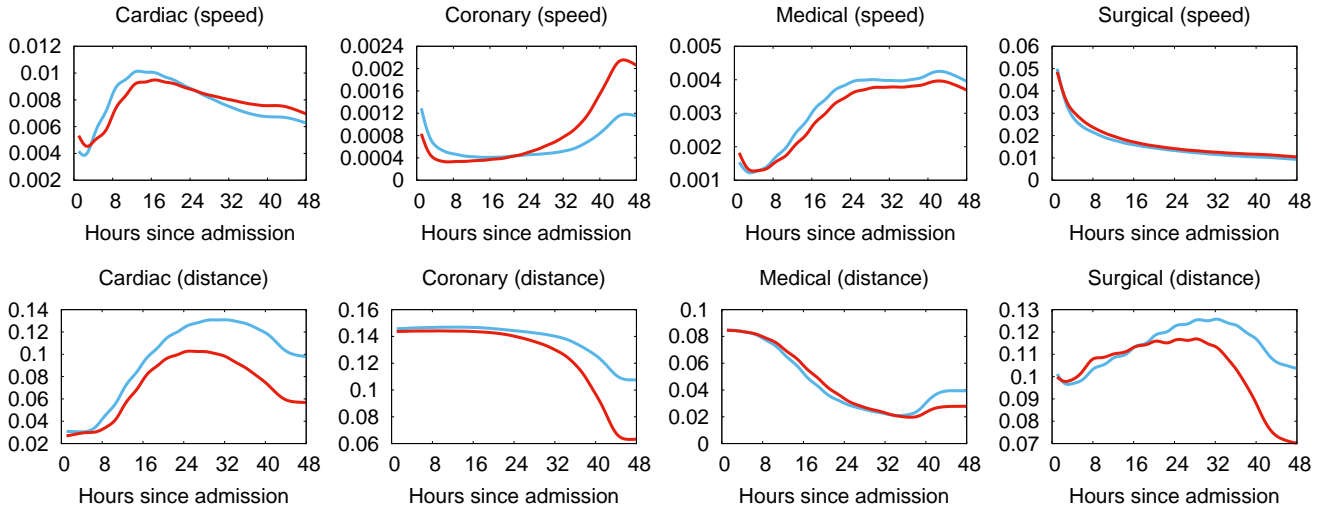 Cardiac (speed)
0.012
0.01
0.008
0.006
0.004
0.002
0 8 16 24 32 40 48
Hours since admission
Coronary (speed)
0.0024
0.002
0.0016
0.0012
0.0008
0.0004
0
0 8 16 24 32 40 48
Hours since admission
Medical (speed)
0.005
0.004
0.003
0.002
0.001
0 8 16 24 32 40 48
Hours since admission
Surgical (speed)
0.06
0.05
0.04
0.03
0.02
0.01
0
0 8 16 24 32 40 48
Hours since admission
Cardiac (distance)
0.14
0.12
0.1
0.08
0.06
0.04
0.02
0 8 16 24 32 40 48
Hours since admission
Coronary (distance)
0.16
0.14
0.12
0.1
0.08
0.06
0 8 16 24 32 40 48
Hours since admission
Medical (distance)
0.1
0.08
0.06
0.04
0.02
0
0 8 16 24 32 40 48
Hours since admission
Surgical (distance)
0.13
0.12
0.11
0.1
0.09
0.08
0.07
0 8 16 24 32 40 48
Hours since admission